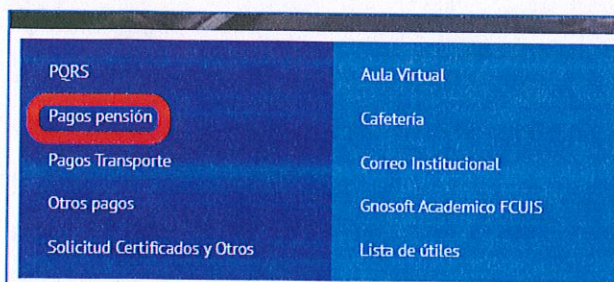 PQRS
Pagos pensión
Pagos Transporte
Otros pagos
Solicitud Certificados y Otros
Aula Virtual
Cafetería
Correo Institucional
Gnosoft Academico FCUIS
Lista de útiles